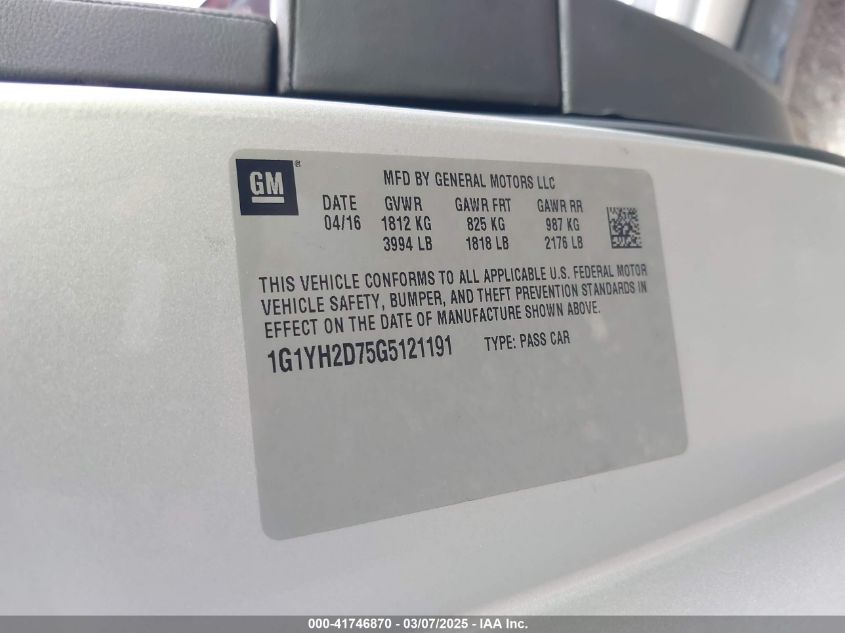 GM®
MFD BY GENERAL MOTORS LLC
DATE GVWR GAWR FRT GAWR RR
04/16 1812 KG 825 KG 987 KG
3994 LB 1818 LB 2176 LB
THIS VEHICLE CONFORMS TO ALL APPLICABLE U.S. FEDERAL MOTOR
VEHICLE SAFETY, BUMPER, AND THEFT PREVENTION STANDARDS IN
EFFECT ON THE DATE OF MANUFACTURE SHOWN ABOVE.
1G1YH2D75G5121191 TYPE: PASS CAR
000-41746870 - 03/07/2025 - IAA Inc.